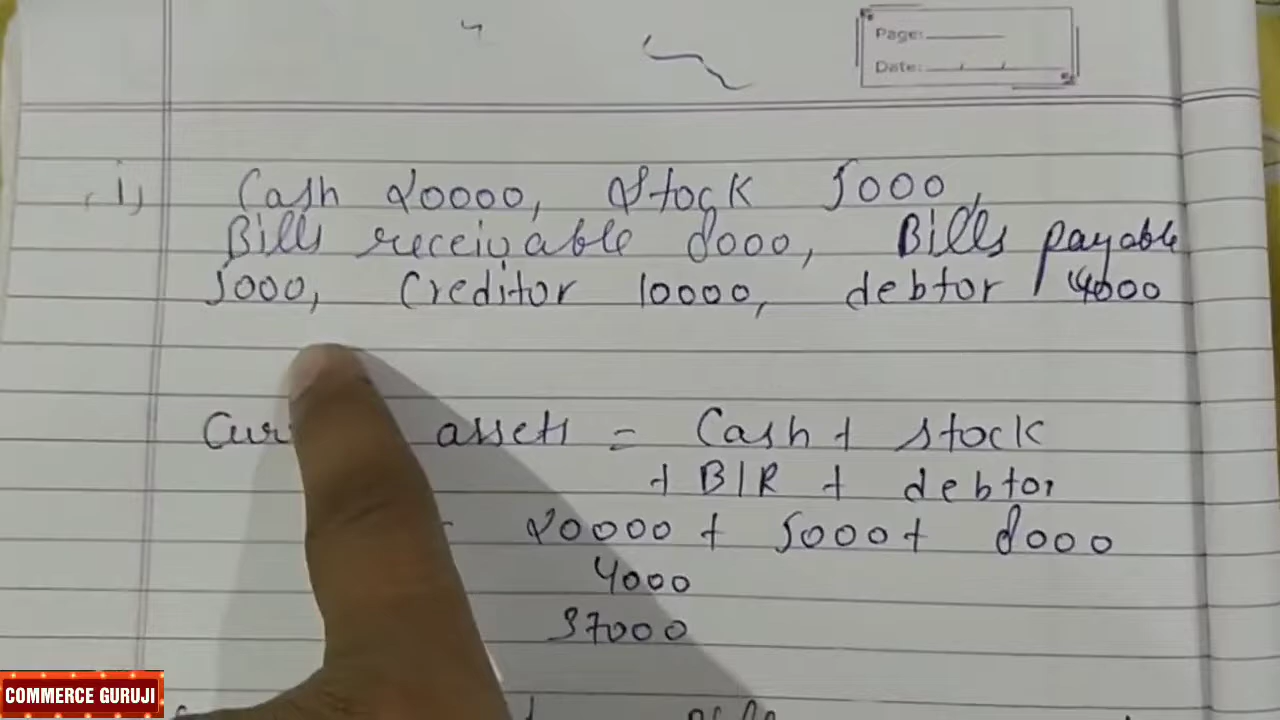 Page:
Date:
i) Cash 20000, Stock 5000,
Bills receivable 8000, Bills payable
5000, Creditor 10000, debtor 4000
assets = Cash + stock
+ B/R + debtor
20000 + 5000 + 8000
4000
37000
COMMERCE GURUJI